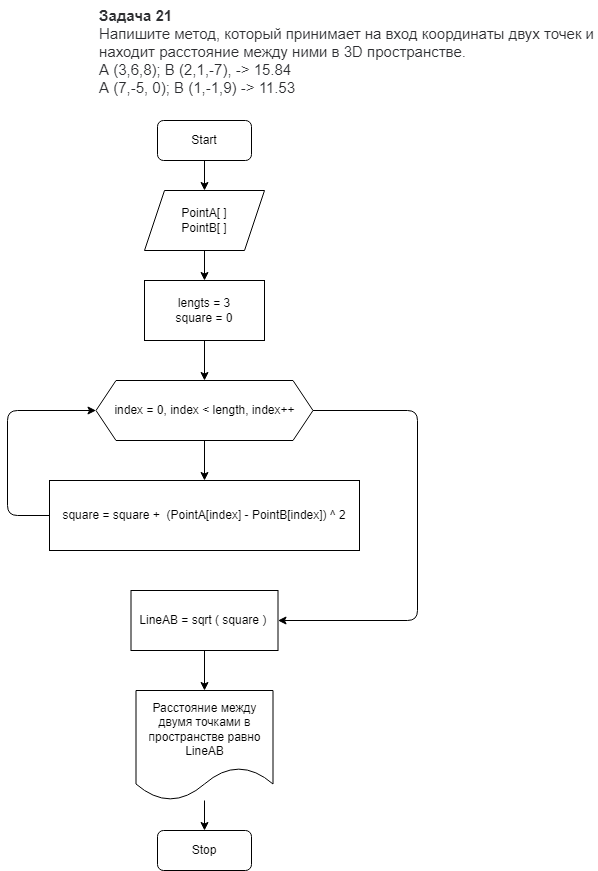 Задача 21
Напишите метод, который принимает на вход координаты двух точек и
находит расстояние между ними в 3D пространстве.
A (3,6,8); B (2,1,-7), -> 15.84
A (7,-5, 0); B (1,-1,9) -> 11.53
Start
PointA[ ]
PointB[ ]
lengts = 3
square = 0
index = 0, index < length, index++
square = square + (PointA[index] - PointB[index]) ^ 2
LineAB = sqrt ( square )
Расстояние между
двумя точками в
пространстве равно
LineAB
Stop